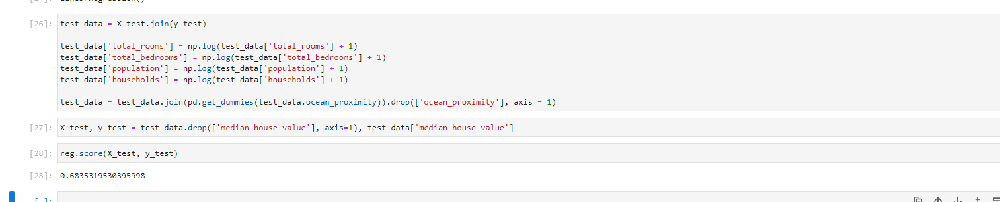 [26]: test_data = X_test.join(y_test)
test_data['total_rooms'] = np.log(test_data['total_rooms'] + 1)
test_data['total_bedrooms'] = np.log(test_data['total_bedrooms'] + 1)
test_data['population'] = np.log(test_data['population'] + 1)
test_data['households'] = np.log(test_data['households'] + 1)
test_data = test_data.join(pd.get_dummies(test_data.ocean_proximity)).drop(['ocean_proximity'], axis = 1)
[27]: X_test, y_test = test_data.drop(['median_house_value'], axis=1), test_data['median_house_value']
[28]: reg.score(X_test, y_test)
[28]: 0.6835319530395998
[ ]: